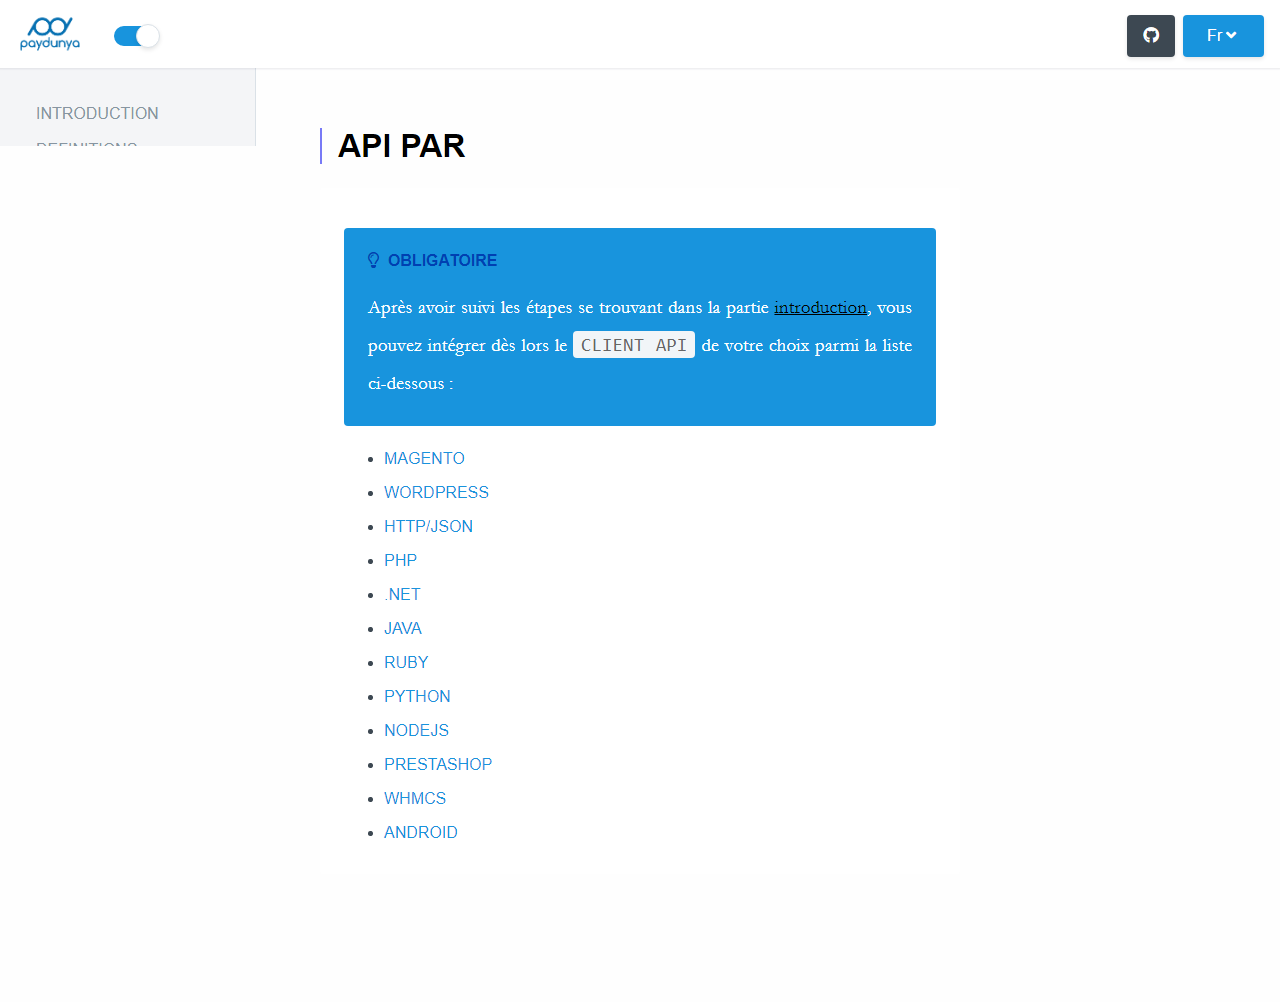 paydunya
Fr
INTRODUCTION
DEFINITIONS
API PAR
OBLIGATOIRE
Après avoir suivi les étapes se trouvant dans la partie introduction, vous
pouvez intégrer dès lors le CLIENT API de votre choix parmi la liste
ci-dessous :
MAGENTO
WORDPRESS
HTTP/JSON
PHP
.NET
JAVA
RUBY
PYTHON
NODEJS
PRESTASHOP
WHMCS
ANDROID